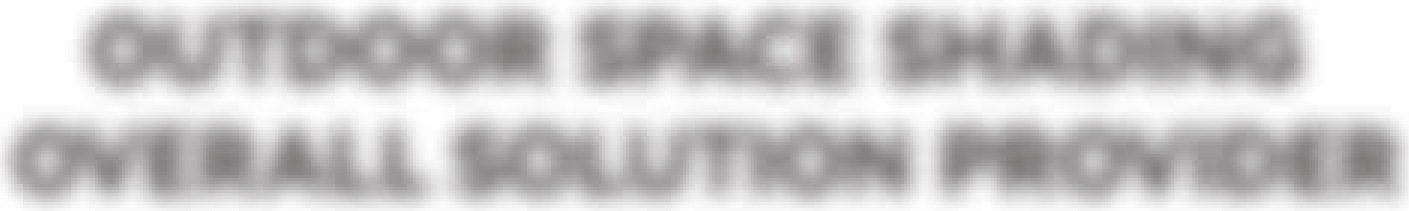 OUTDOOR SPACE SHADING
OVERALL SOLUTION PROVIDER